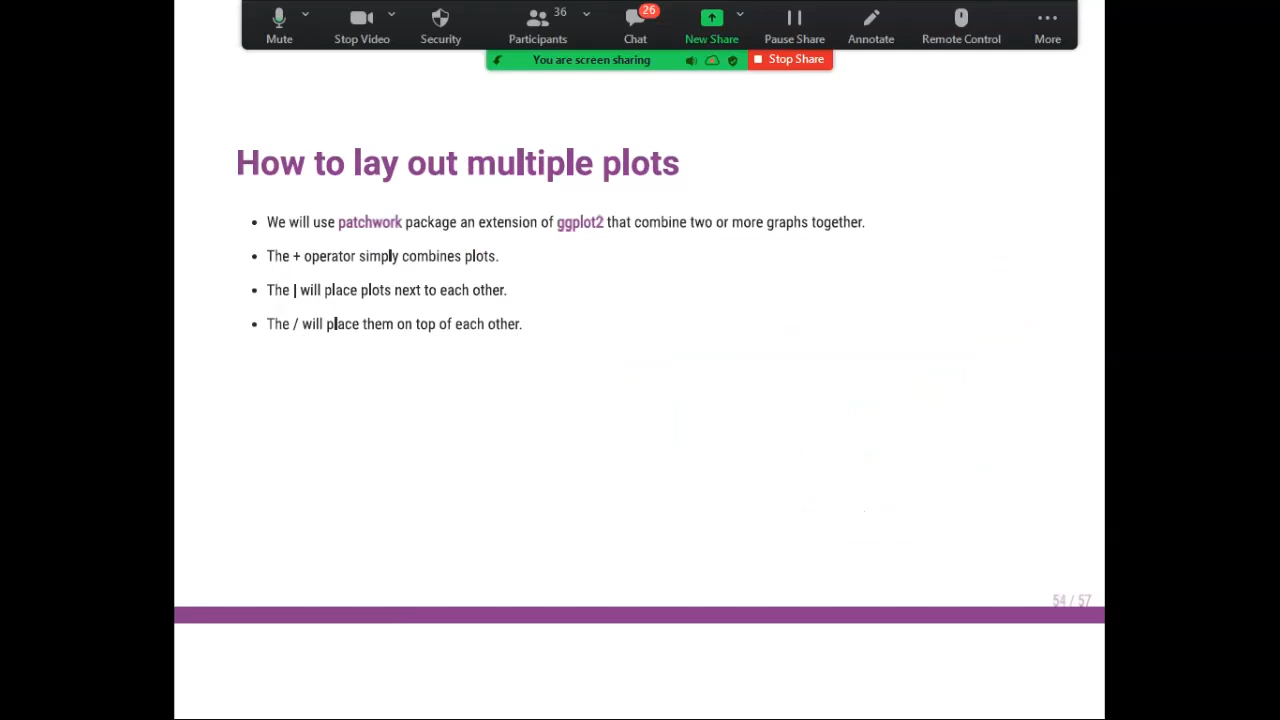 36
26
Mute
Stop Video
Security
Participants
Chat
New Share
Pause Share
Annotate
Remote Control
More
You are screen sharing
Stop Share
How to lay out multiple plots
• We will use patchwork package an extension of ggplot2 that combine two or more graphs together.
• The + operator simply combines plots.
• The | will place plots next to each other.
• The / will place them on top of each other.
54 / 57